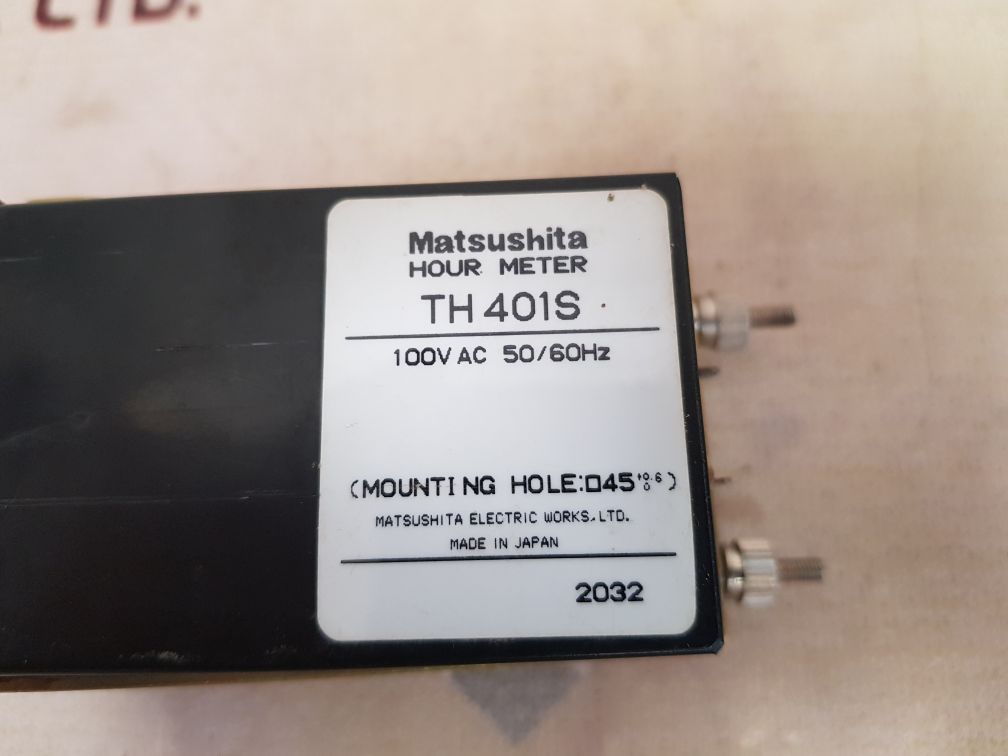 LTD.
Matsushita
HOUR METER
TH 401S
100V AC 50/60Hz
(MOUNTING HOLE:□45 +0.6 0)
MATSUSHITA ELECTRIC WORKS, LTD.
MADE IN JAPAN
2032